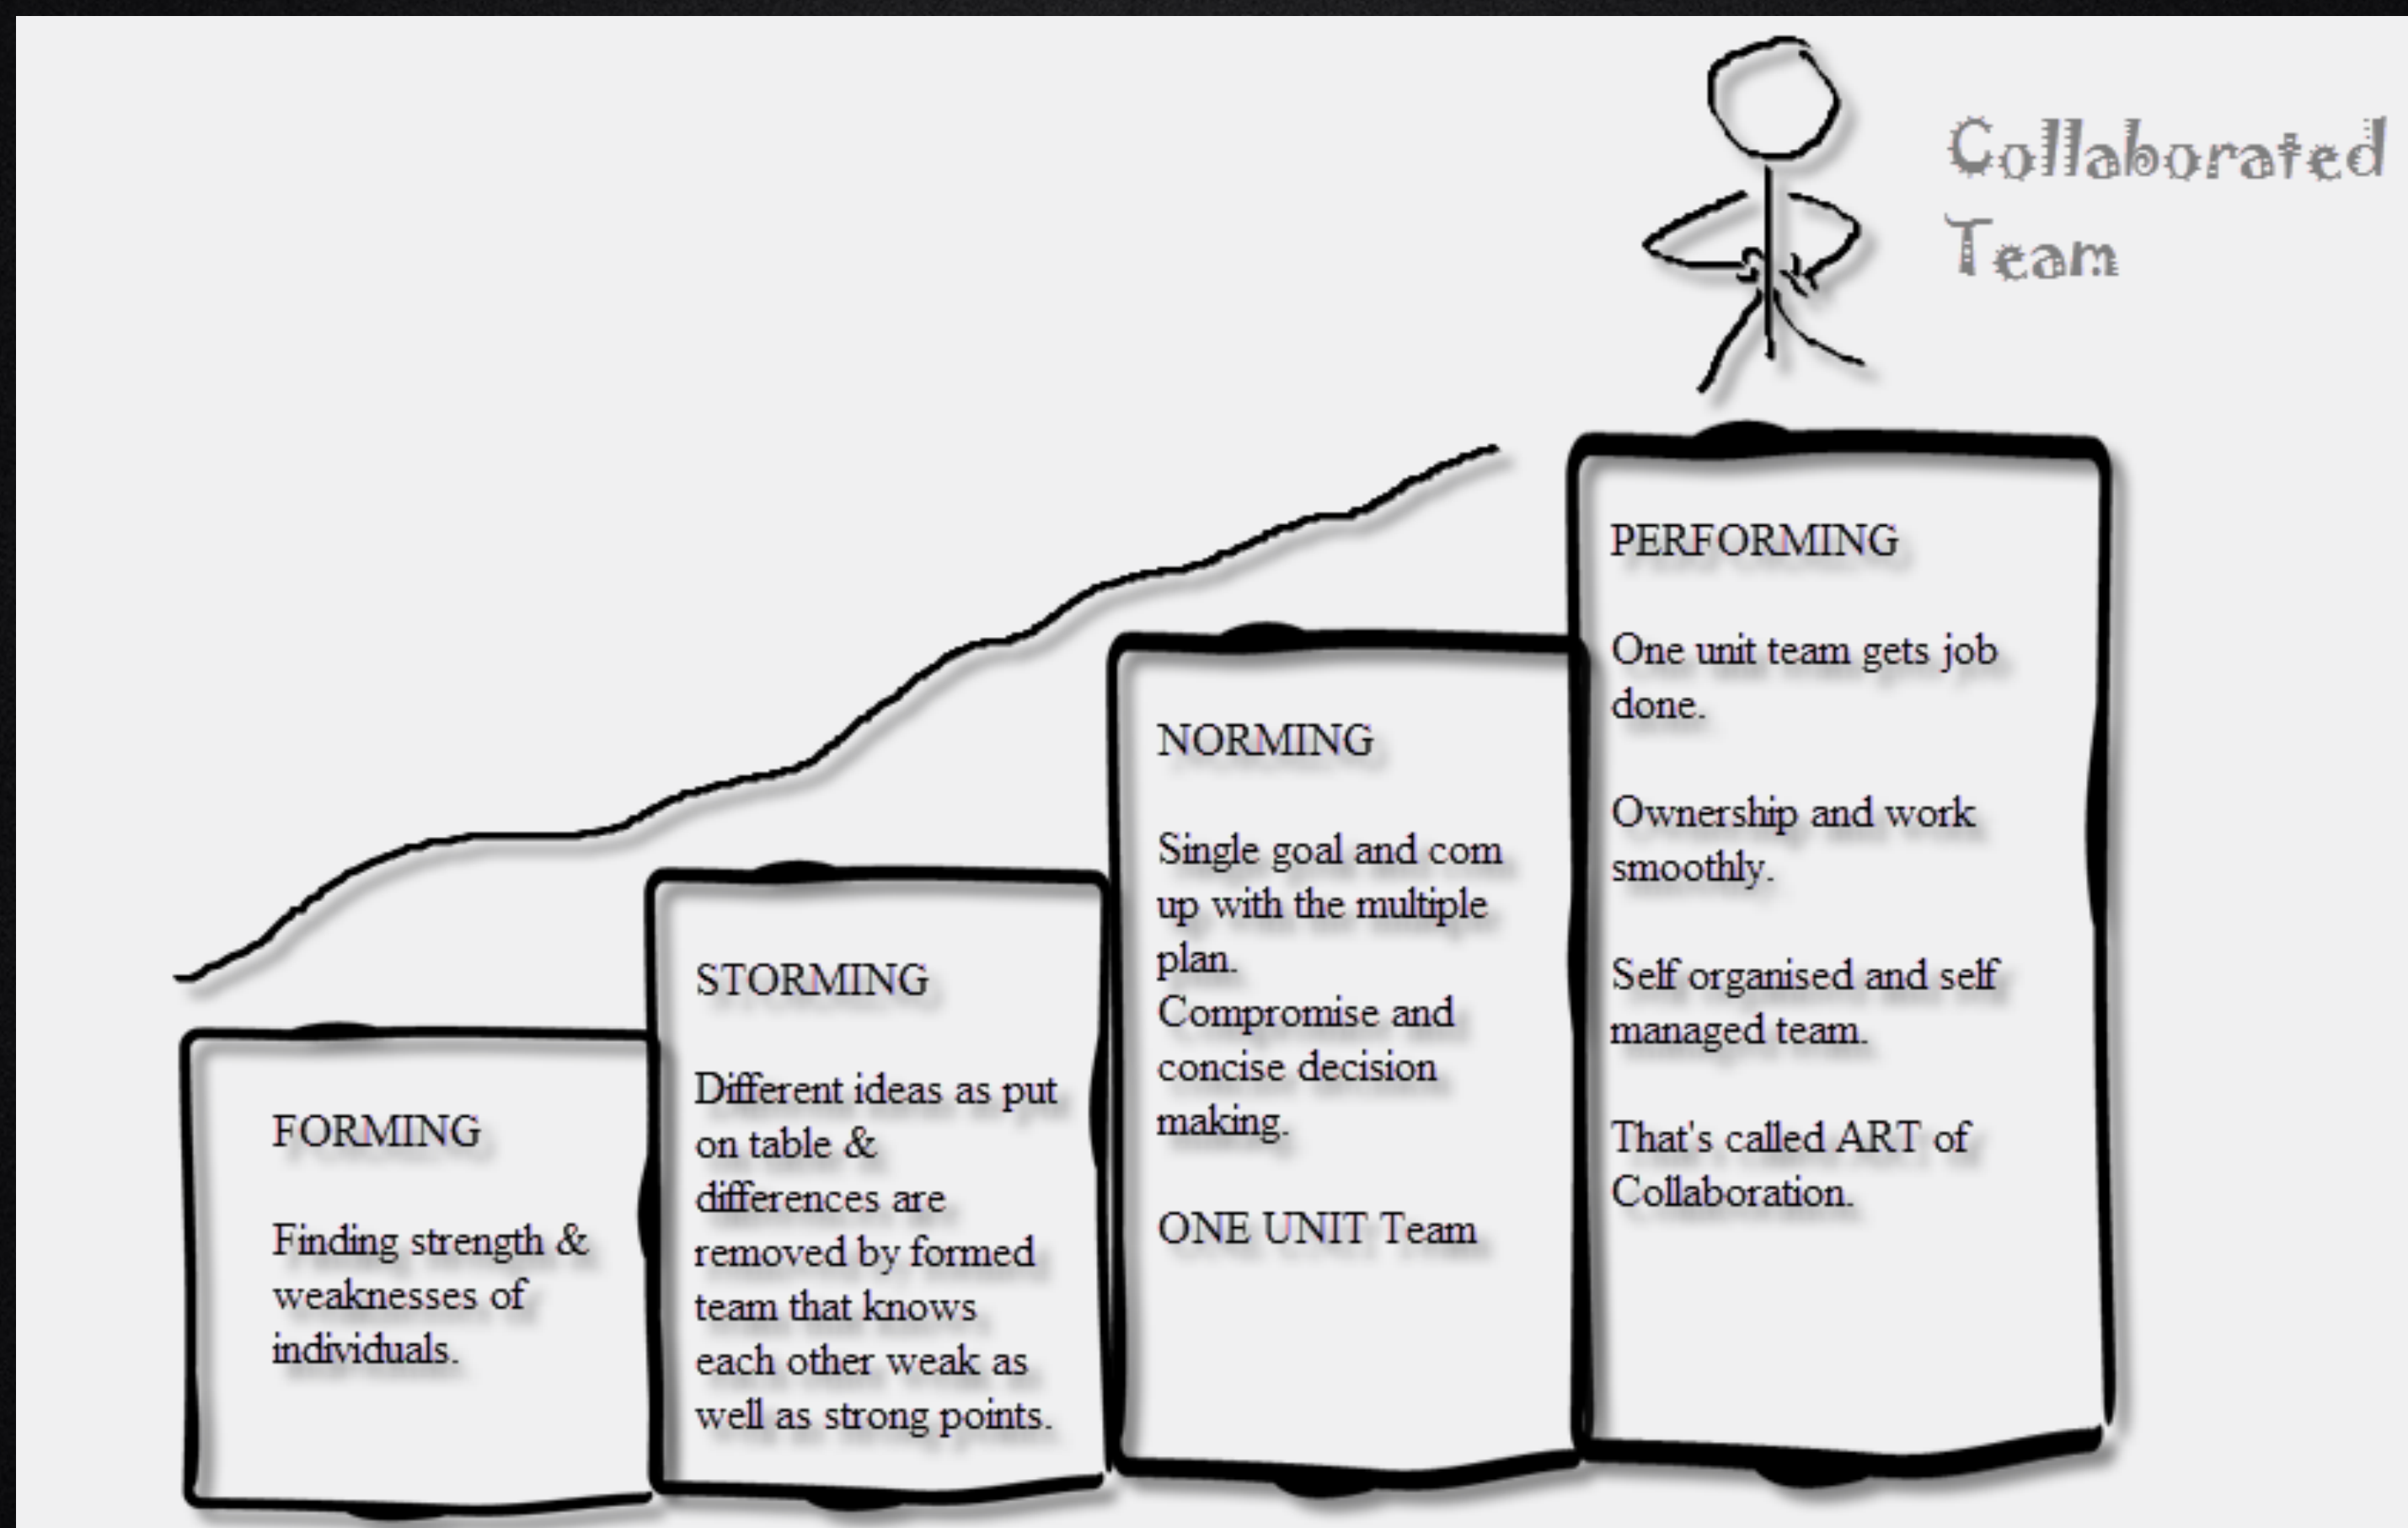 Collaborated
Team
FORMING
Finding strength &
weaknesses of
individuals.
STORMING
Different ideas as put
on table &
differences are
removed by formed
team that knows
each other weak as
well as strong points.
NORMING
Single goal and com
up with the multiple
plan.
Compromise and
concise decision
making.
ONE UNIT Team
PERFORMING
One unit team gets job
done.
Ownership and work
smoothly.
Self organised and self
managed team.
That's called ART of
Collaboration.